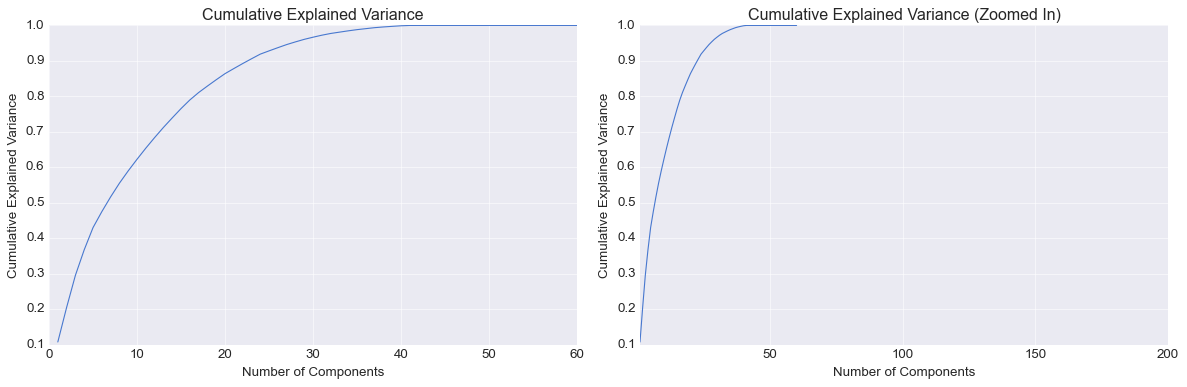 Cumulative Explained Variance
Cumulative Explained Variance
1.0
0.9
0.8
0.7
0.6
0.5
0.4
0.3
0.2
0.1
0 10 20 30 40 50 60
Number of Components
Cumulative Explained Variance (Zoomed In)
Cumulative Explained Variance
1.0
0.9
0.8
0.7
0.6
0.5
0.4
0.3
0.2
0.1
50 100 150 200
Number of Components